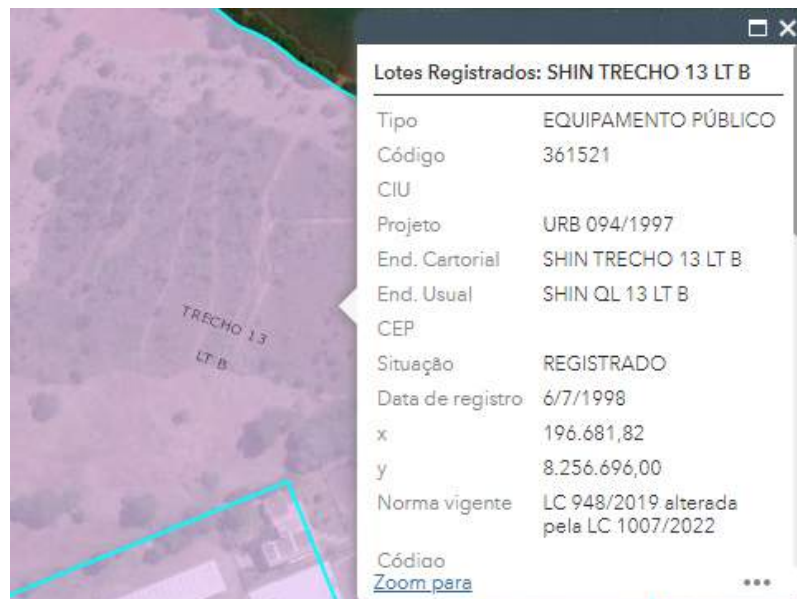 TRECHO 13
LT B
Lotes Registrados: SHIN TRECHO 13 LT B
Tipo EQUIPAMENTO PÚBLICO
Código 361521
CIU
Projeto URB 094/1997
End. Cartorial SHIN TRECHO 13 LT B
End. Usual SHIN QL 13 LT B
CEP
Situação REGISTRADO
Data de registro 6/7/1998
x 196.681,82
y 8.256.696,00
Norma vigente LC 948/2019 alterada
pela LC 1007/2022
Código
Zoom para